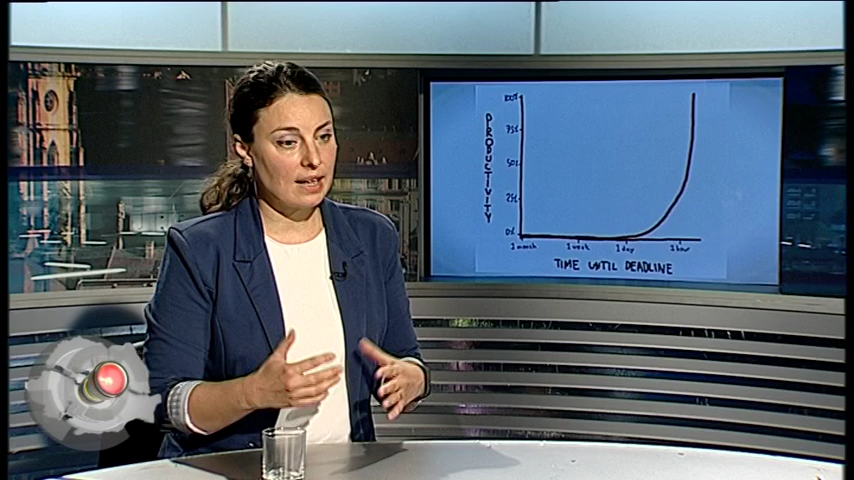 PRODUCTIVITY
100%
75%
50%
25%
0%
1 month 1 week 1 day 1 hour
TIME UNTIL DEADLINE